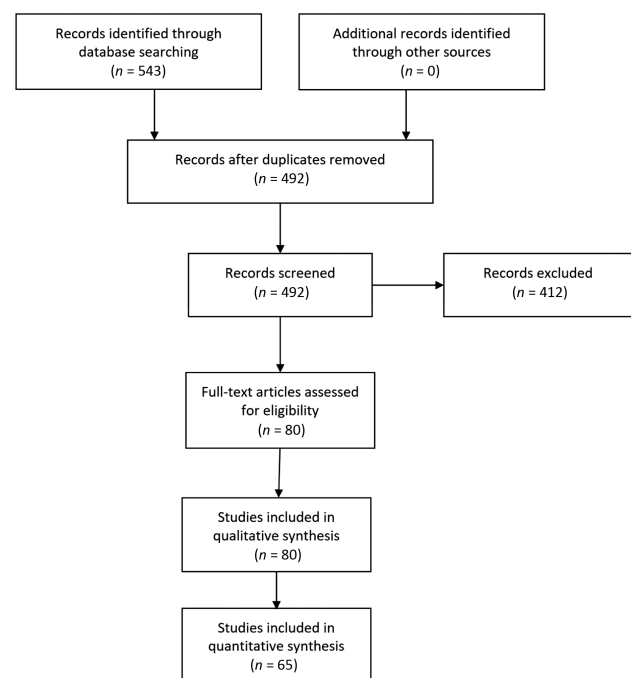 Records identified through
database searching
(n = 543)
Additional records identified
through other sources
(n = 0)
Records after duplicates removed
(n = 492)
Records screened
(n = 492)
Records excluded
(n = 412)
Full-text articles assessed
for eligibility
(n = 80)
Studies included in
qualitative synthesis
(n = 80)
Studies included in
quantitative synthesis
(n = 65)